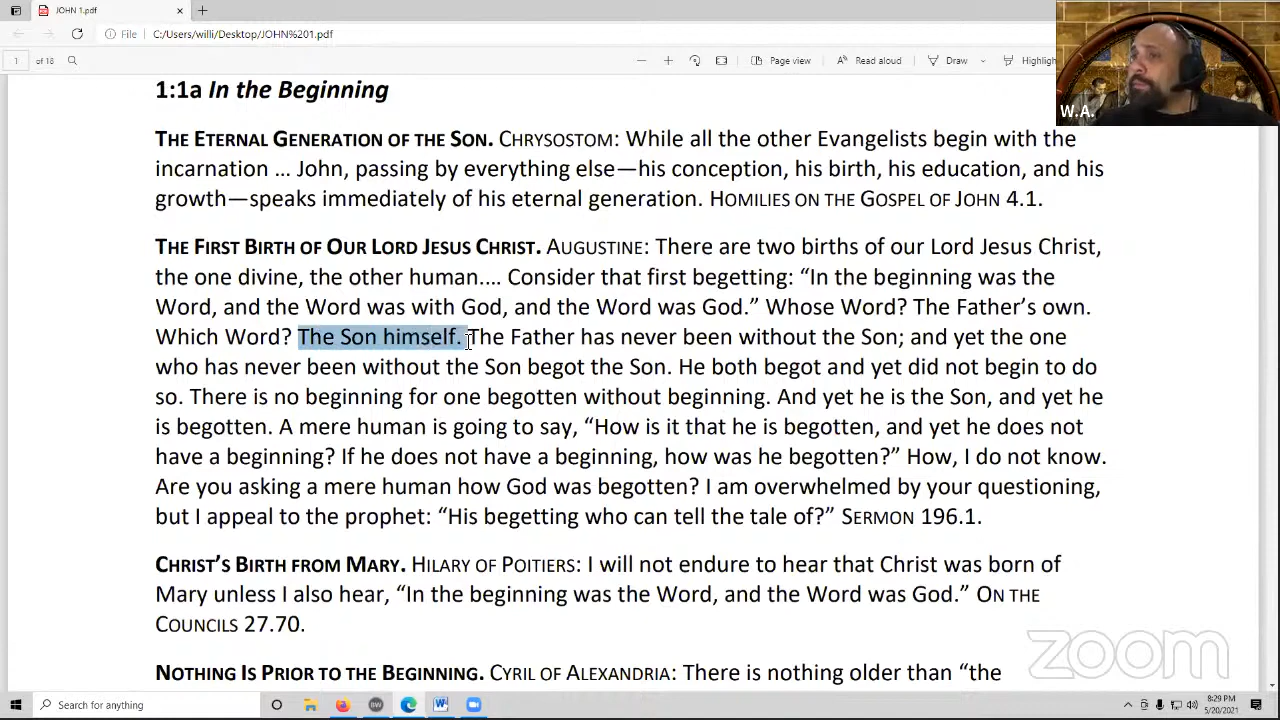 JOHN 1.pdf
File C:/Users/willi/Desktop/JOHN%201.pdf
1 of 18 Page view Read aloud Draw Highligh
W.A.
1:1a In the Beginning
THE ETERNAL GENERATION OF THE SON. CHRYSOSTOM: While all the other Evangelists begin with the
incarnation … John, passing by everything else—his conception, his birth, his education, and his
growth—speaks immediately of his eternal generation. HOMILIES ON THE GOSPEL OF JOHN 4.1.
THE FIRST BIRTH OF OUR LORD JESUS CHRIST. AUGUSTINE: There are two births of our Lord Jesus Christ,
the one divine, the other human.… Consider that first begetting: “In the beginning was the
Word, and the Word was with God, and the Word was God.” Whose Word? The Father’s own.
Which Word? The Son himself. The Father has never been without the Son; and yet the one
who has never been without the Son begot the Son. He both begot and yet did not begin to do
so. There is no beginning for one begotten without beginning. And yet he is the Son, and yet he
is begotten. A mere human is going to say, “How is it that he is begotten, and yet he does not
have a beginning? If he does not have a beginning, how was he begotten?” How, I do not know.
Are you asking a mere human how God was begotten? I am overwhelmed by your questioning,
but I appeal to the prophet: “His begetting who can tell the tale of?” SERMON 196.1.
CHRIST’S BIRTH FROM MARY. HILARY OF POITIERS: I will not endure to hear that Christ was born of
Mary unless I also hear, “In the beginning was the Word, and the Word was God.” ON THE
COUNCILS 27.70.
zoom
NOTHING IS PRIOR TO THE BEGINNING. CYRIL OF ALEXANDRIA: There is nothing older than “the
Search for anything
8:29 PM
5/20/2021